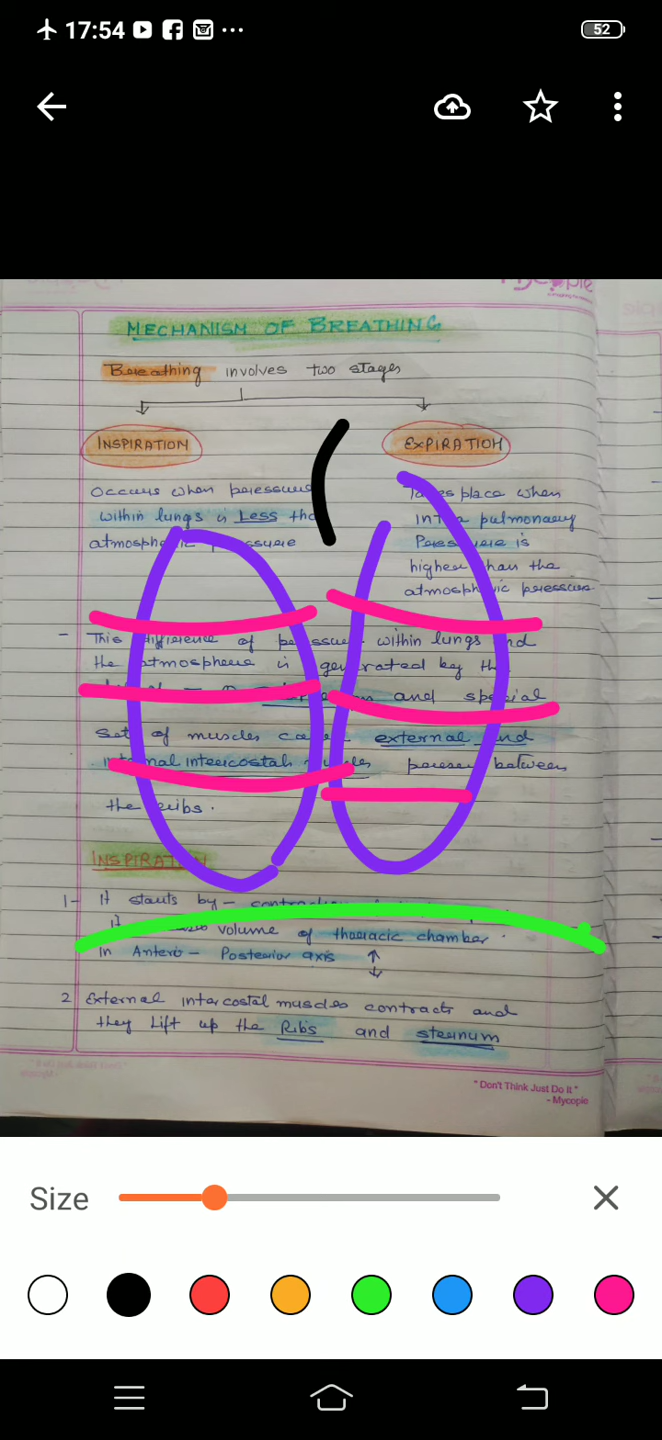 17:54
52
MECHANISM OF BREATHING
Breathing involves two stages
INSPIRATION
EXPIRATION
Occurs when pressure
within lungs is Less
atmosphe
Takes place when
pulmonary
Pressure is
higher than the
atmospheric pressure
- This difference of pressure within lungs and
the atmosphere is generated by the
and special
Set of muscles external and
internal intercostal muscles present between
the ribs.
INSPIRATION
1- It starts by -
volume of thoracic chamber
In Antero - Posterior axis
2 External intercostal muscles contracts and
they lift up the Ribs and sternum
"Don't Think Just Do It"
- Mycopie
Size